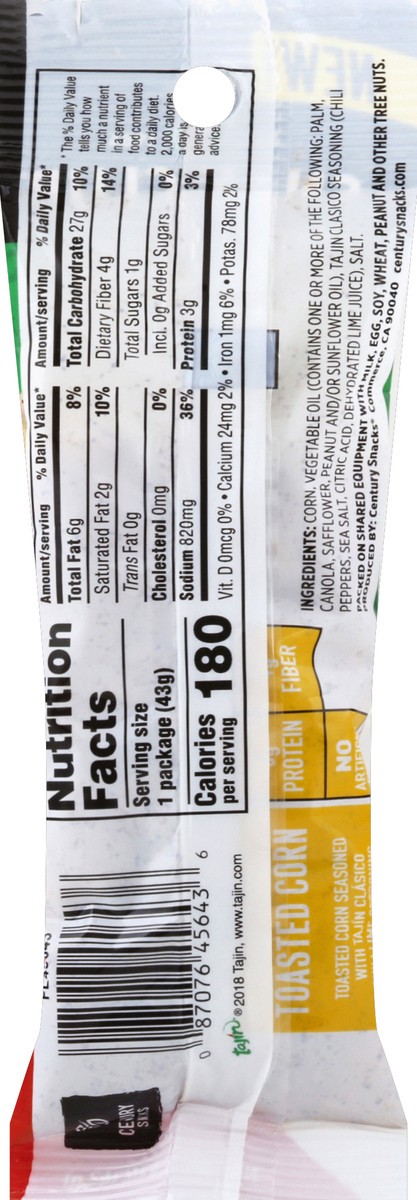 NEW
Nutrition
Facts
Serving size
1 package (43g)
Calories
per serving
180
Amount/serving % Daily Value*
Total Fat 6g 8%
Saturated Fat 2g 10%
Trans Fat 0g
Cholesterol 0mg 0%
Sodium 820mg 36%
Amount/serving % Daily Value*
Total Carbohydrate 27g 10%
Dietary Fiber 4g 14%
Total Sugars 1g
Incl. 0g Added Sugars 0%
Protein 3g 3%
Vit. D 0mcg 0% • Calcium 24mg 2% • Iron 1mg 6% • Potas. 78mg 2%
* The % Daily Value
tells you how
much a nutrient
in a serving of
food contributes
to a daily diet.
2,000 calories
a day is
general
advice.
INGREDIENTS: CORN, VEGETABLE OIL (CONTAINS ONE OR MORE OF THE FOLLOWING: PALM,
CANOLA, SAFFLOWER, PEANUT AND/OR SUNFLOWER OIL), TAJIN CLASICO SEASONING (CHILI
PEPPERS, SEA SALT, CITRIC ACID, DEHYDRATED LIME JUICE), SALT.
PACKED ON SHARED EQUIPMENT WITH MILK, EGG, SOY, WHEAT, PEANUT AND OTHER TREE NUTS.
PRODUCED BY: Century Snacks® Commerce, CA 90040 centurysnacks.com
PROTEIN
FIBER
NO
TOASTED CORN
TOASTED CORN SEASONED
WITH TAJÍN CLÁSICO
0 87076 45643 6
Tajín ® 2018 Tajin, www.tajin.com